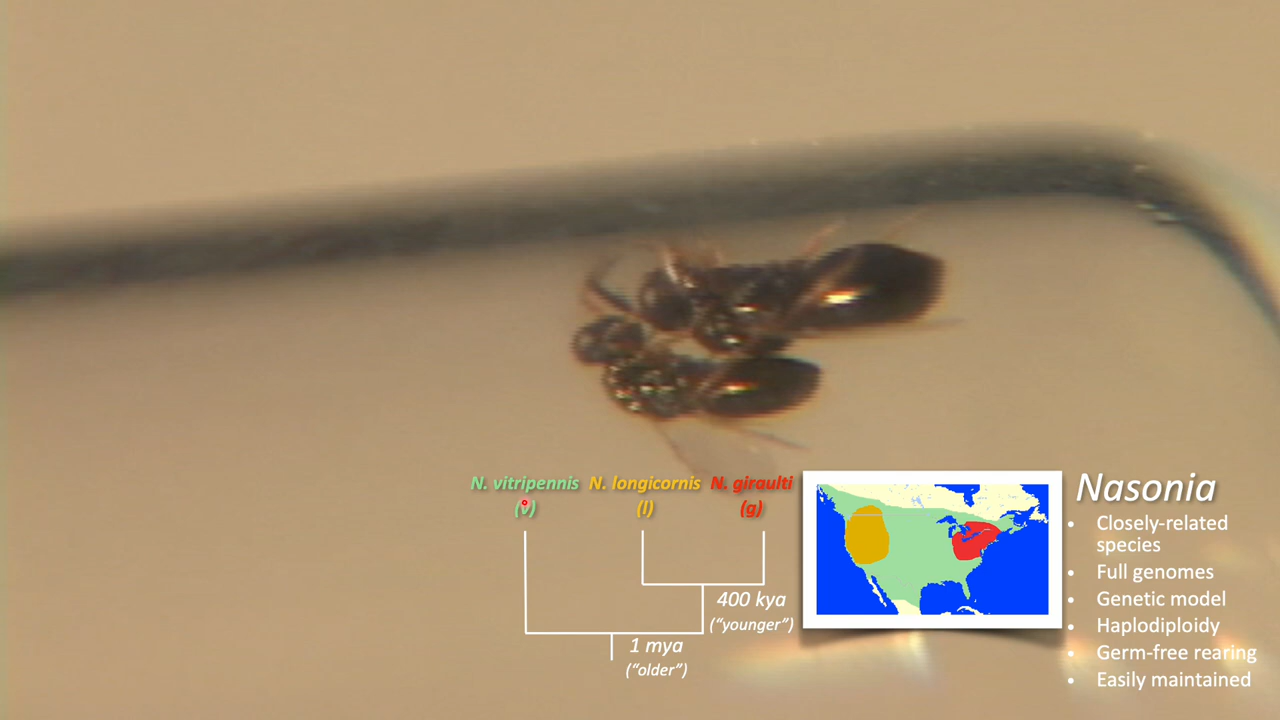 N. vitripennis N. longicornis N. giraulti
(v) (l) (g)
400 kya
("younger")
1 mya
("older")
Nasonia
• Closely-related
species
• Full genomes
• Genetic model
• Haplodiploidy
• Germ-free rearing
• Easily maintained